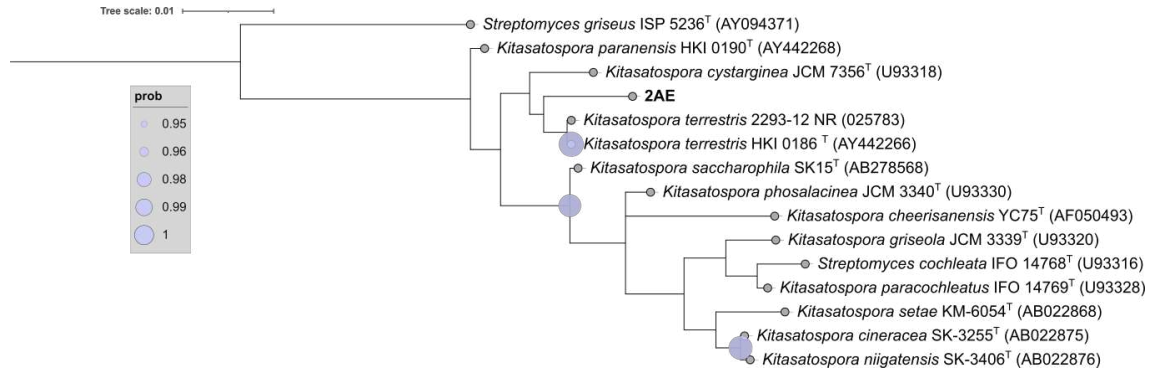 Tree scale: 0.01
Streptomyces griseus ISP 5236T (AY094371)
Kitasatospora paranensis HKI 0190T (AY442268)
Kitasatospora cystarginea JCM 7356T (U93318)
2AE
Kitasatospora terrestris 2293-12 NR (025783)
Kitasatospora terrestris HKI 0186 T (AY442266)
Kitasatospora saccharophila SK15T (AB278568)
Kitasatospora phosalacinea JCM 3340T (U93330)
Kitasatospora cheerisanensis YC75T (AF050493)
Kitasatospora griseola JCM 3339T (U93320)
Streptomyces cochleata IFO 14768T (U93316)
Kitasatospora paracochleatus IFO 14769T (U93328)
Kitasatospora setae KM-6054T (AB022868)
Kitasatospora cineracea SK-3255T (AB022875)
Kitasatospora niigatensis SK-3406T (AB022876)
prob
0.95
0.96
0.98
0.99
1